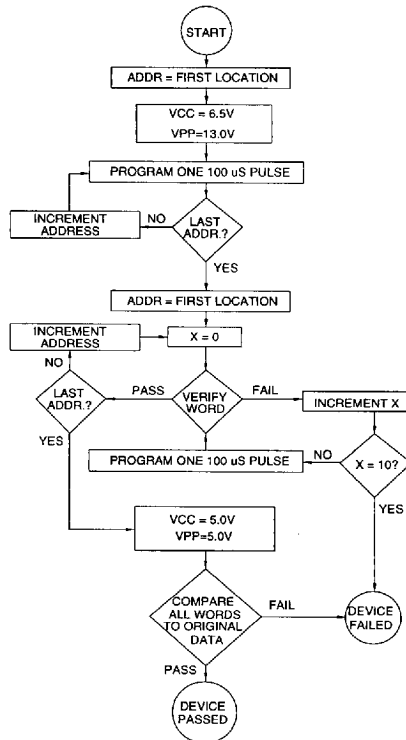 START
ADDR = FIRST LOCATION
VCC = 6.5V
VPP=13.0V
PROGRAM ONE 100 uS PULSE
INCREMENT
ADDRESS
NO
LAST
ADDR.?
YES
ADDR = FIRST LOCATION
INCREMENT
ADDRESS
X = 0
NO
LAST
ADDR.?
PASS
VERIFY
WORD
FAIL
INCREMENT X
YES
PROGRAM ONE 100 uS PULSE
NO
X = 10?
YES
VCC = 5.0V
VPP=5.0V
COMPARE
ALL WORDS
TO ORIGINAL
DATA
FAIL
DEVICE
FAILED
PASS
DEVICE
PASSED